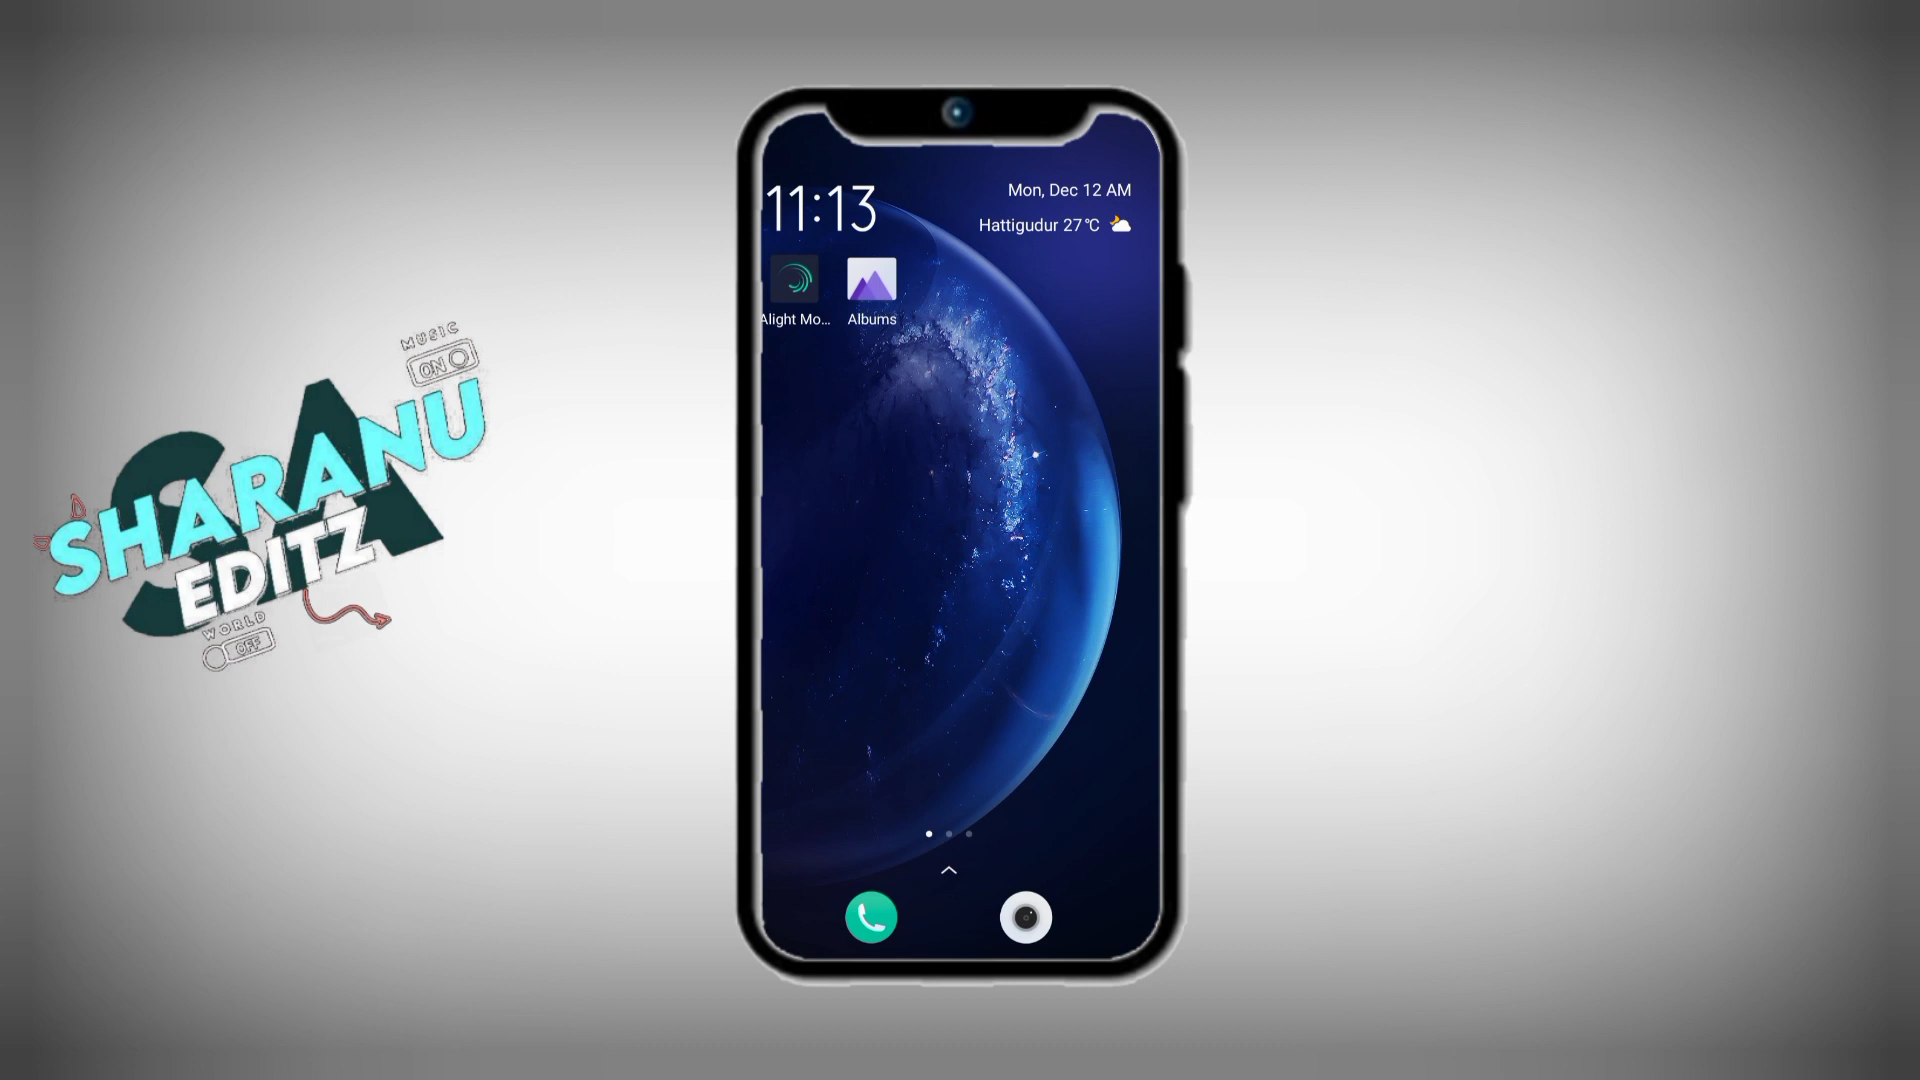 MUSIC
ON
SHARANU
EDITZ
WORLD
OFF
11:13
Mon, Dec 12 AM
Hattigudur 27°C
Alight Mo...
Albums